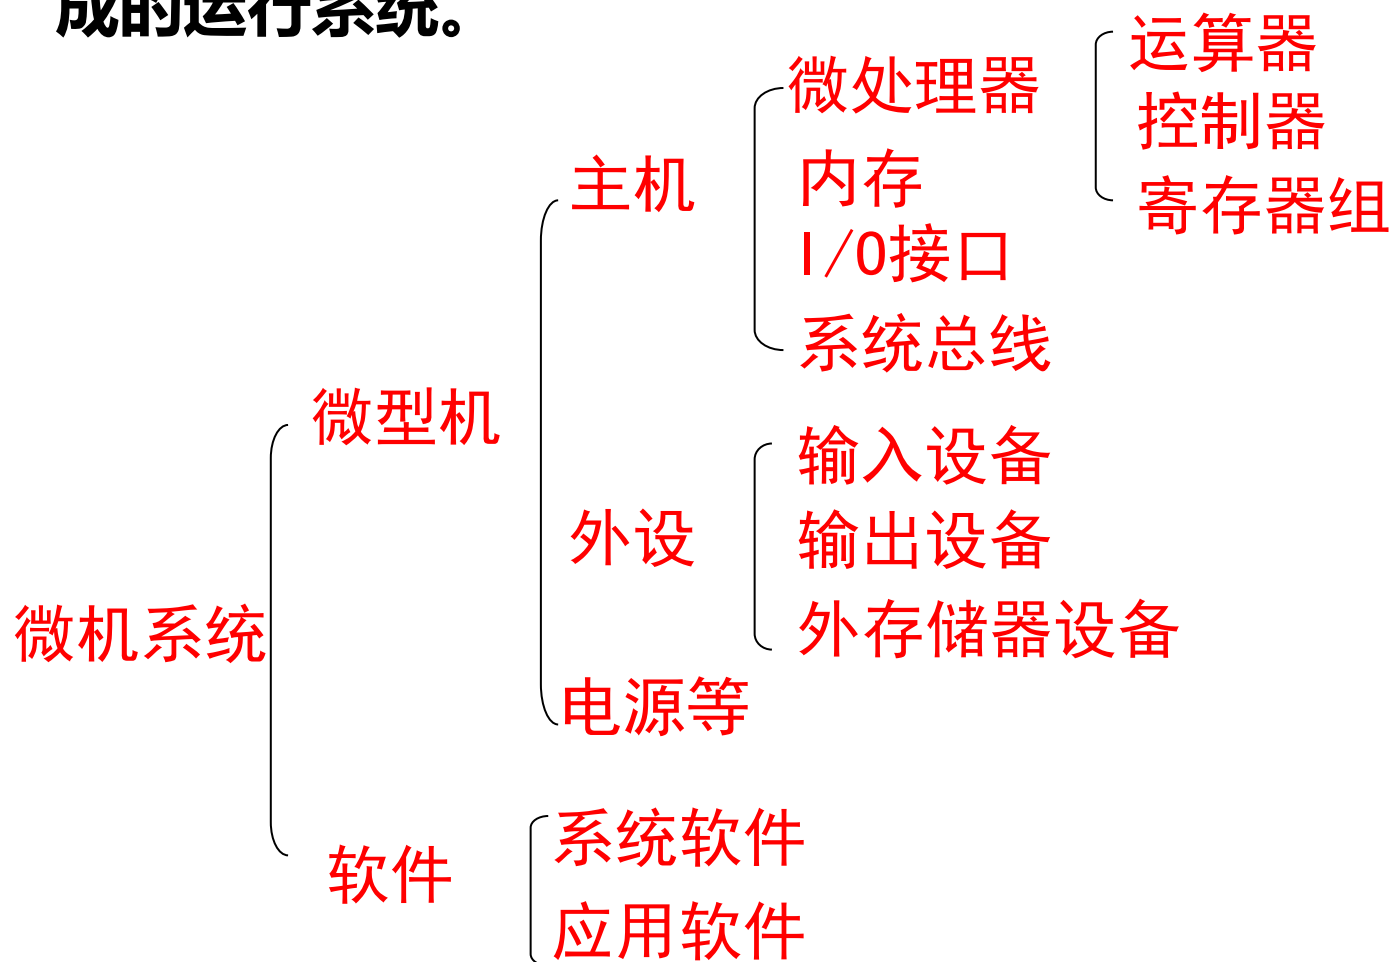 成的运行系统。
运算器
微处理器
控制器
主机
内存
寄存器组
I/O接口
系统总线
微型机
输入设备
外设
输出设备
微机系统
外存储器设备
电源等
系统软件
软件
应用软件